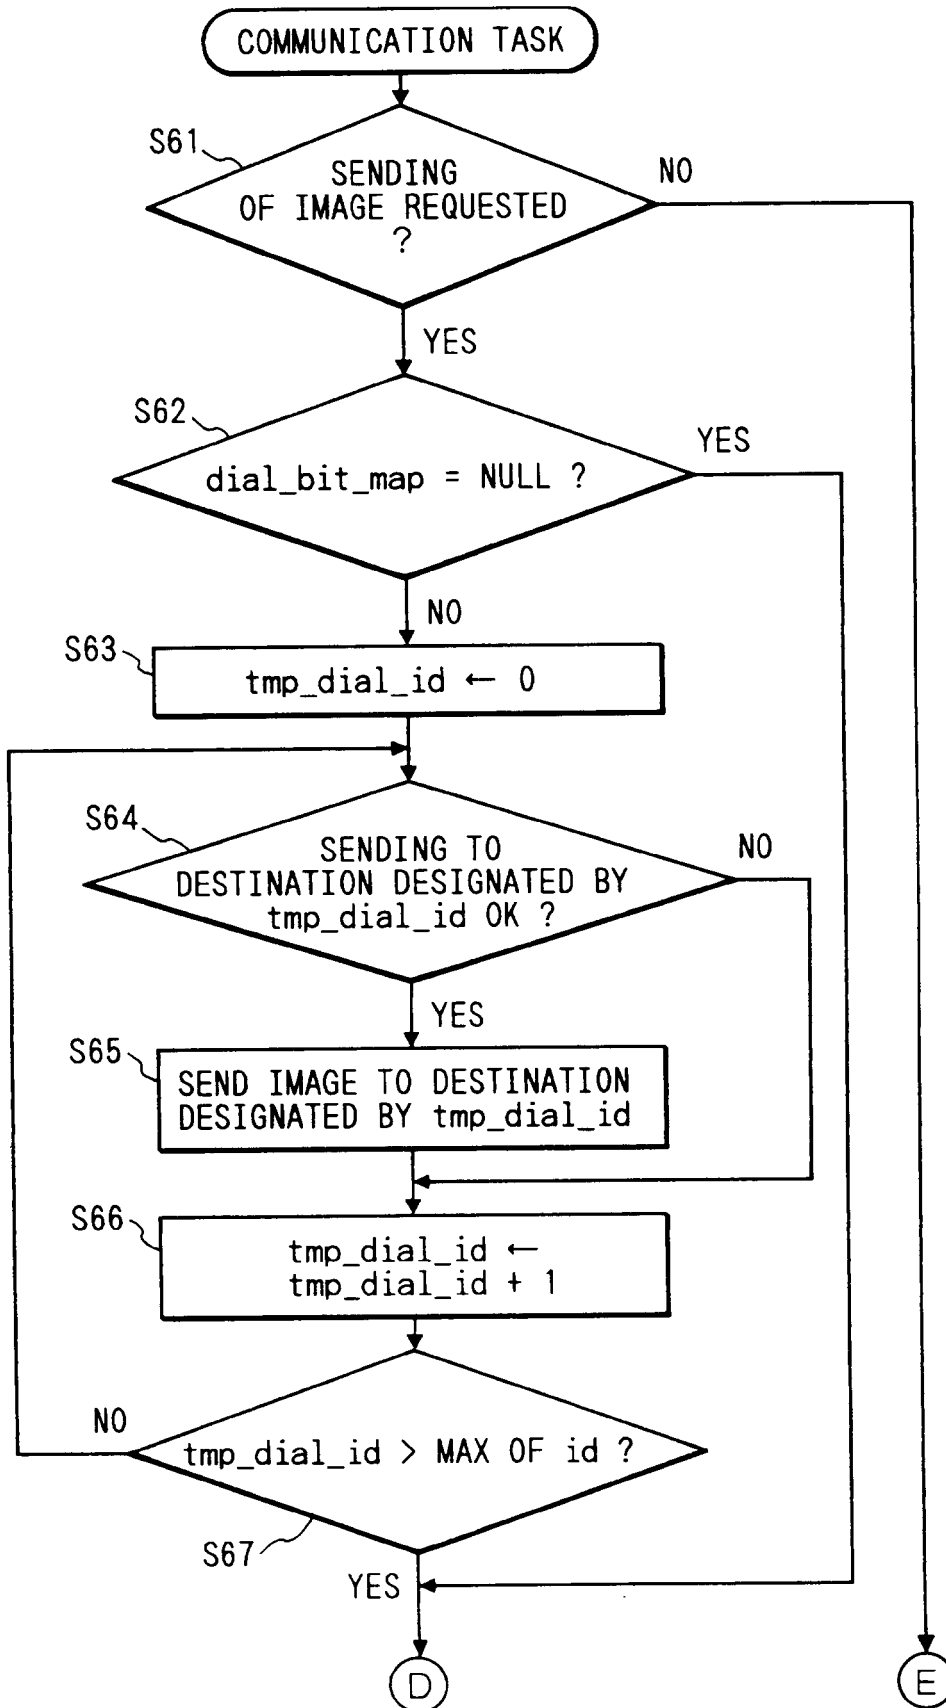 COMMUNICATION TASK
S61
SENDING
OF IMAGE REQUESTED
?
NO
YES
S62
dial_bit_map = NULL ?
YES
NO
S63
tmp_dial_id ← 0
S64
SENDING TO
DESTINATION DESIGNATED BY
tmp_dial_id OK ?
NO
YES
S65
SEND IMAGE TO DESTINATION
DESIGNATED BY tmp_dial_id
S66
tmp_dial_id ←
tmp_dial_id + 1
NO
tmp_dial_id > MAX OF id ?
S67
YES
D
E